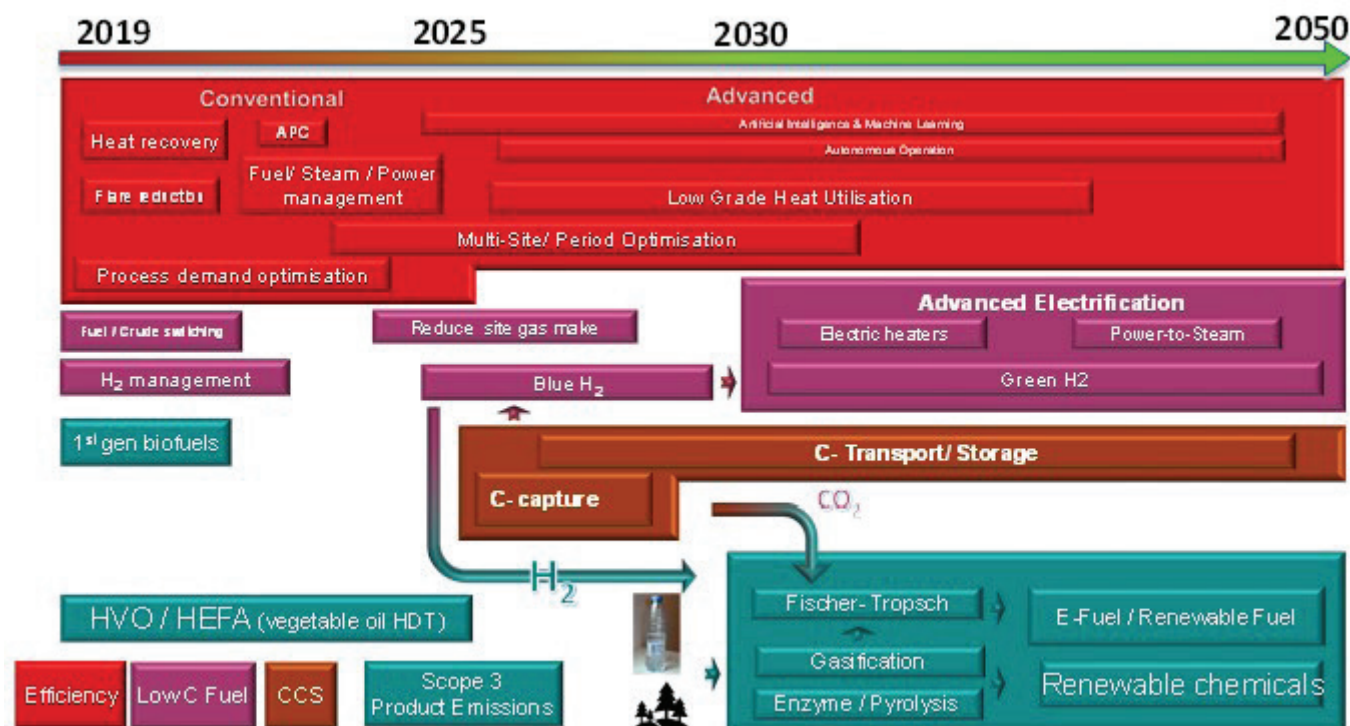 2019 2025 2030 2050
Conventional Advanced
Artificial Intelligence & Machine Learning
APC
Heat recovery
Autonomous Operation
Fuel/ Steam / Power
management
Flare reduction
Low Grade Heat Utilisation
Multi-Site/ Period Optimisation
Process demand optimisation
Advanced Electrification
Fuel / Crude switching
Reduce site gas make
Electric heaters
Power-to-Steam
H₂ management
Blue H₂
Green H2
1st gen biofuels
C- Transport/ Storage
C- capture
CO₂
H₂
Fischer- Tropsch
HVO / HEFA (vegetable oil HDT)
E-Fuel / Renewable Fuel
Gasification
Enzyme / Pyrolysis
Renewable chemicals
Efficiency
Low C Fuel
CCS
Scope 3
Product Emissions